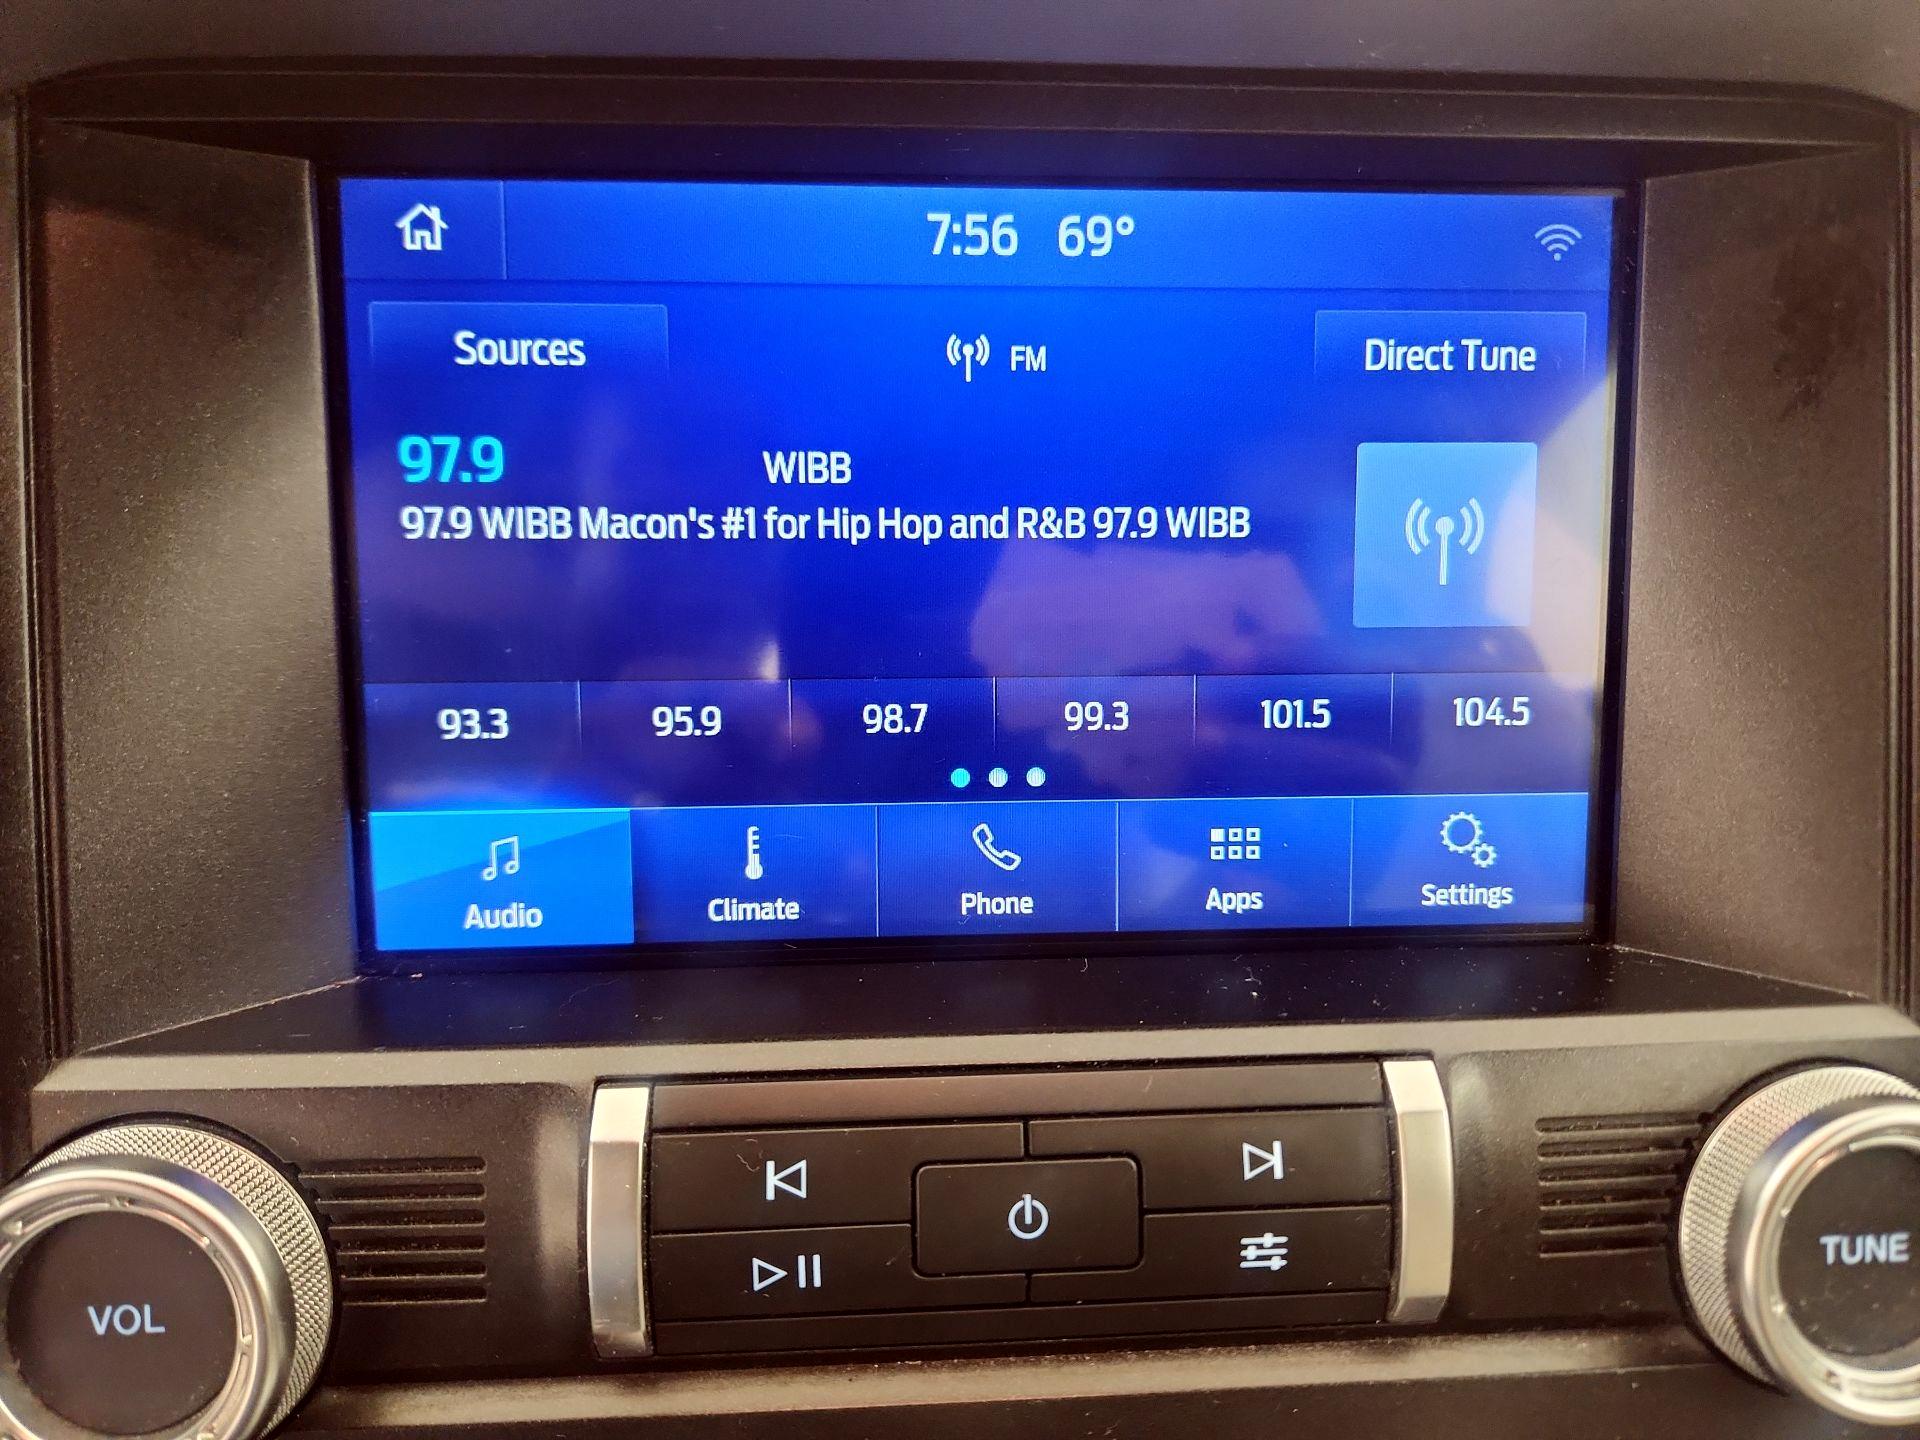 7:56 69°
Sources
FM
Direct Tune
97.9
WIBB
97.9 WIBB Macon's #1 for Hip Hop and R&B 97.9 WIBB
93.3
95.9
98.7
99.3
101.5
104.5
Audio
Climate
Phone
Apps
Settings
VOL
TUNE